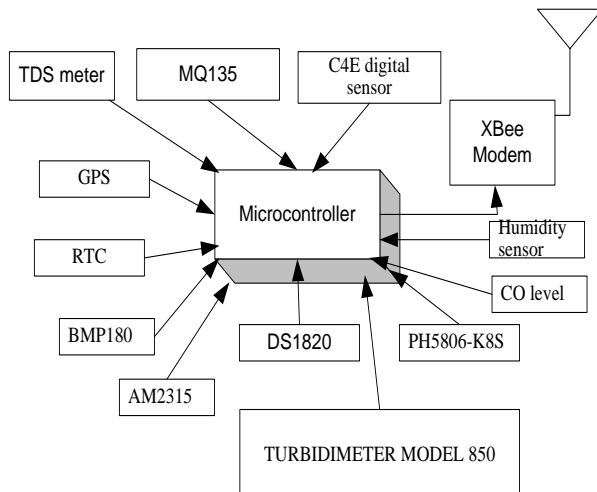 TDS meter
MQ135
C4E digital
sensor
XBee
Modem
GPS
Microcontroller
Humidity
sensor
RTC
CO level
BMP180
DS1820
PH5806-K8S
AM2315
TURBIDIMETER MODEL 850